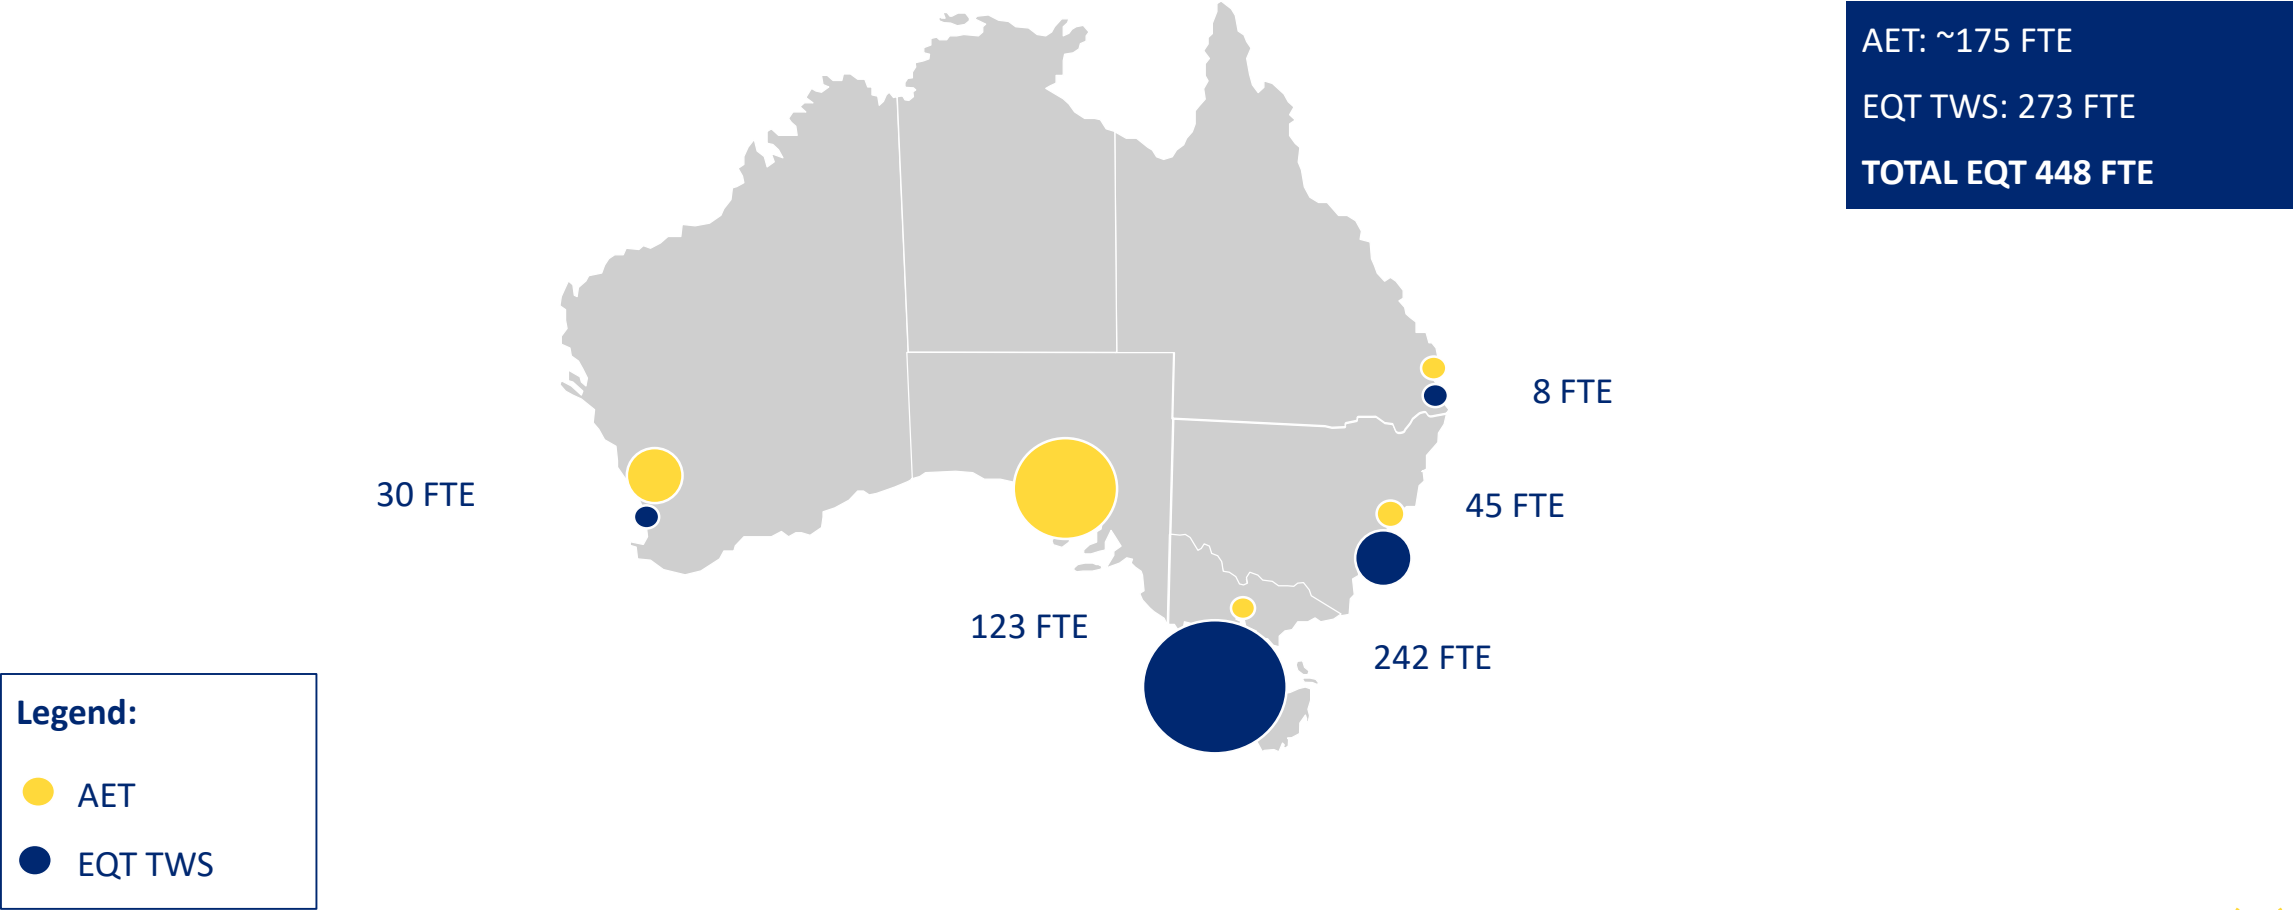 AET: ~175 FTE
EQT TWS: 273 FTE
TOTAL EQT 448 FTE
8 FTE
30 FTE
45 FTE
123 FTE
242 FTE
Legend:
AET
EQT TWS